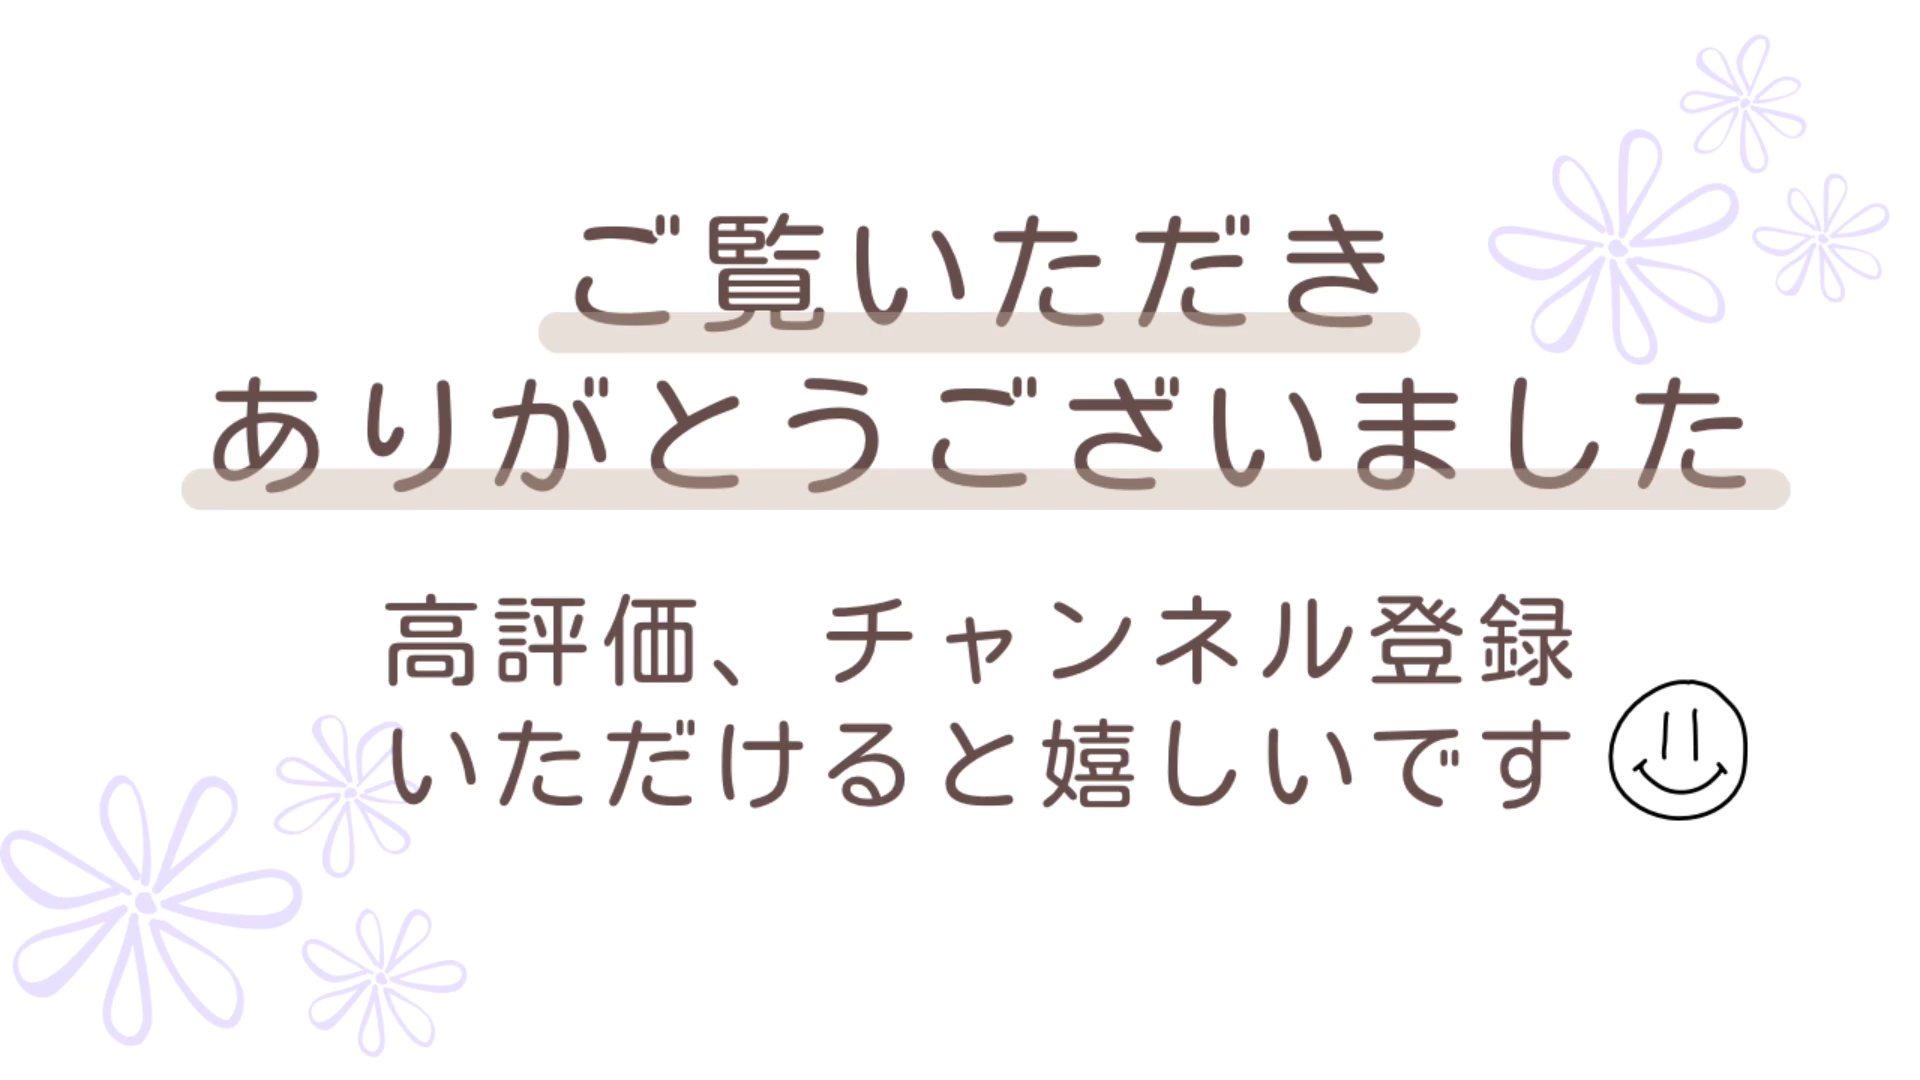 ご覧いただき
ありがとうございました
高評価、チャンネル登録
いただけると嬉しいです